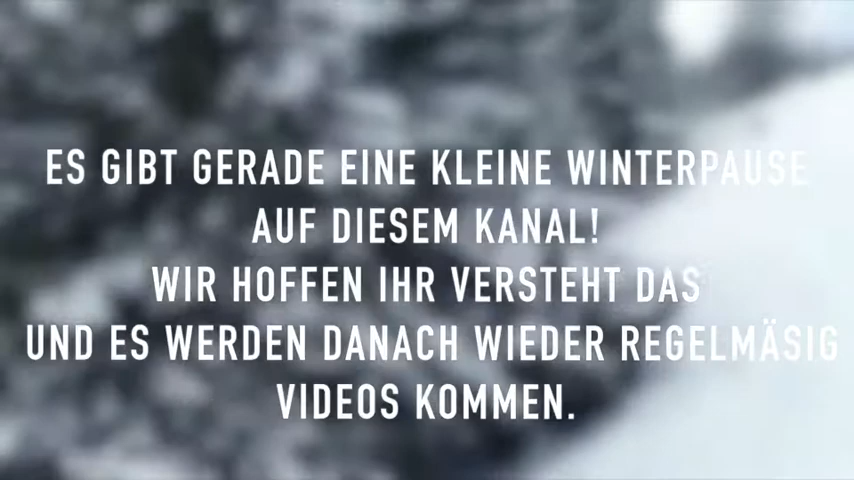 ES GIBT GERADE EINE KLEINE WINTERPAUSE
AUF DIESEM KANAL!
WIR HOFFEN IHR VERSTEHT DAS
UND ES WERDEN DANACH WIEDER REGELMÄSIG
VIDEOS KOMMEN.